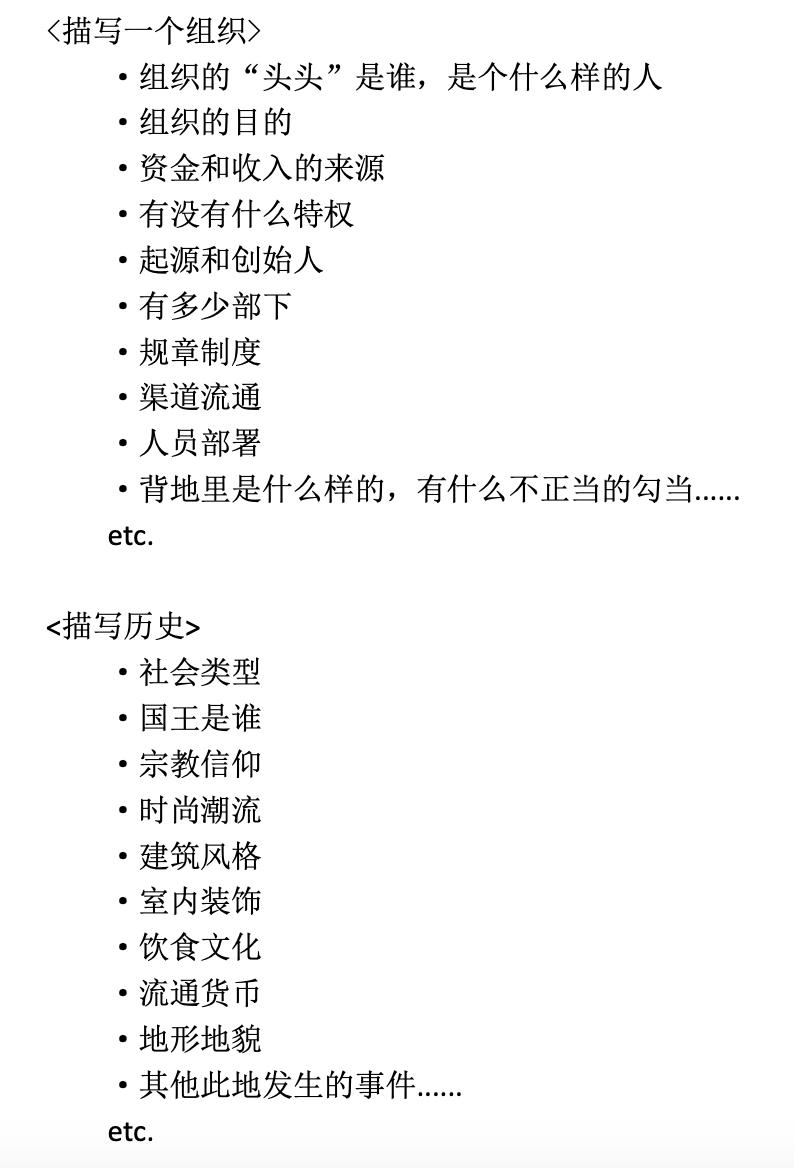 <描写一个组织>
•组织的“头头”是谁，是个什么样的人
•组织的目的
•资金和收入的来源
•有没有什么特权
•起源和创始人
•有多少部下
•规章制度
•渠道流通
•人员部署
•背地里是什么样的，有什么不正当的勾当......
etc.
<描写历史>
•社会类型
•国王是谁
•宗教信仰
•时尚潮流
•建筑风格
•室内装饰
•饮食文化
•流通货币
•地形地貌
•其他此地发生的事件......
etc.